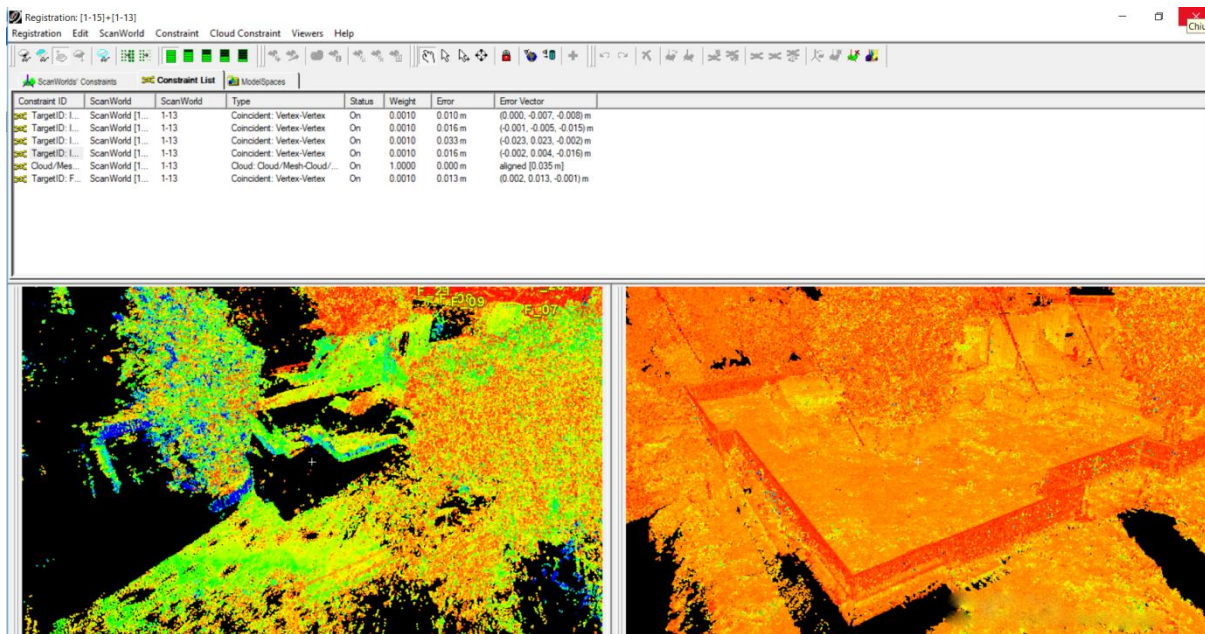 Registration: [1-15]+[1-13]
Chiu
Registration Edit ScanWorld Constraint Cloud Constraint Viewers Help
ScanWorlds' Constraints Constraint List ModelSpaces
Constraint ID ScanWorld ScanWorld Type Status Weight Error Error Vector
TargetID: I... ScanWorld [1... 1-13 Coincident: Vertex-Vertex On 0.0010 0.010 m (0.000, -0.007, -0.008) m
TargetID: I... ScanWorld [1... 1-13 Coincident: Vertex-Vertex On 0.0010 0.016 m (-0.001, -0.005, -0.015) m
TargetID: I... ScanWorld [1... 1-13 Coincident: Vertex-Vertex On 0.0010 0.033 m (-0.023, 0.023, -0.002) m
TargetID: I... ScanWorld [1... 1-13 Coincident: Vertex-Vertex On 0.0010 0.016 m (-0.002, 0.004, -0.016) m
Cloud/Mes... ScanWorld [1... 1-13 Cloud: Cloud/Mesh-Cloud/... On 1.0000 0.000 m aligned [0.035 m]
TargetID: F... ScanWorld [1... 1-13 Coincident: Vertex-Vertex On 0.0010 0.013 m (0.002, 0.013, -0.001) m
F_07